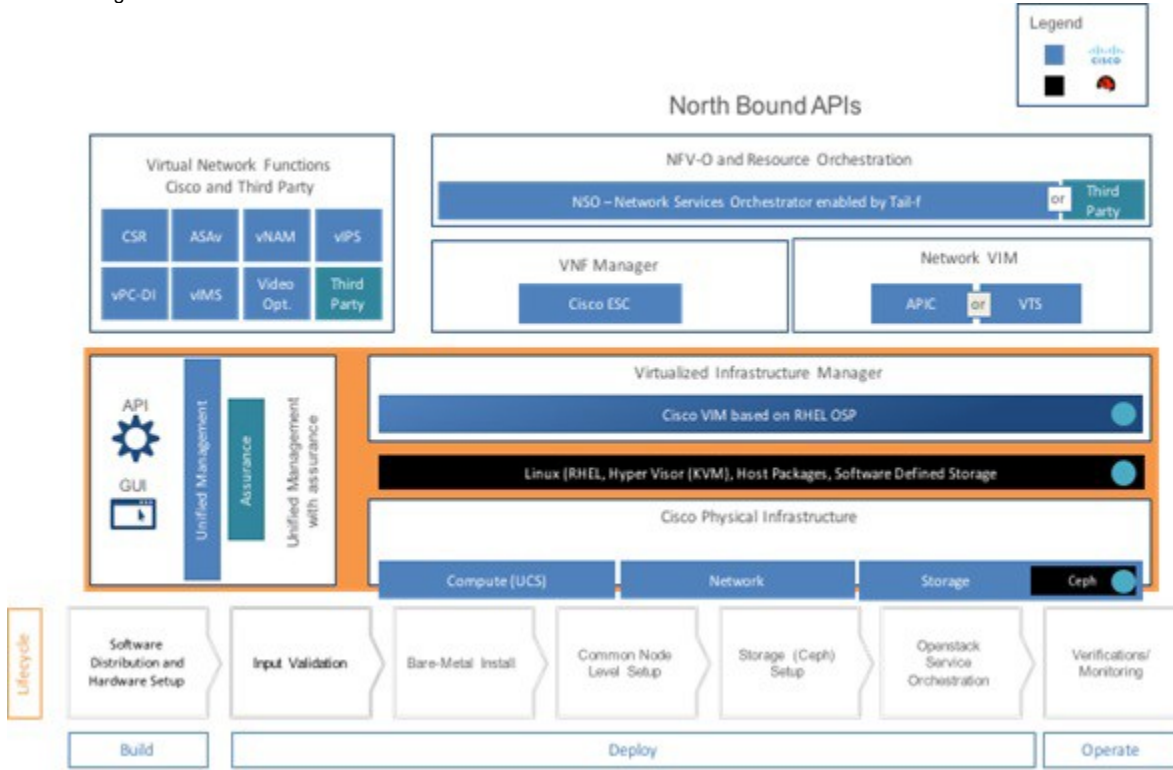 Legend
cisco
North Bound APIs
Virtual Network Functions
Cisco and Third Party
CSR
ASAv
vNAM
vIPS
vPC-DI
vIMS
Video
Opt.
Third
Party
NFV-O and Resource Orchestration
NSO – Network Services Orchestrator enabled by Tail-f
or
Third
Party
VNF Manager
Cisco ESC
Network VIM
APIC
or
VTS
API
GUI
Unified Management
Assurance
Unified Management
with assurance
Virtualized Infrastructure Manager
Cisco VIM based on RHEL OSP
Linux (RHEL, Hyper Visor (KVM), Host Packages, Software Defined Storage
Cisco Physical Infrastructure
Compute (UCS)
Network
Storage
Ceph
Lifecycle
Software
Distribution and
Hardware Setup
Input Validation
Bare-Metal Install
Common Node
Level Setup
Storage (Ceph)
Setup
Openstack
Service
Orchestration
Verifications/
Monitoring
Build
Deploy
Operate